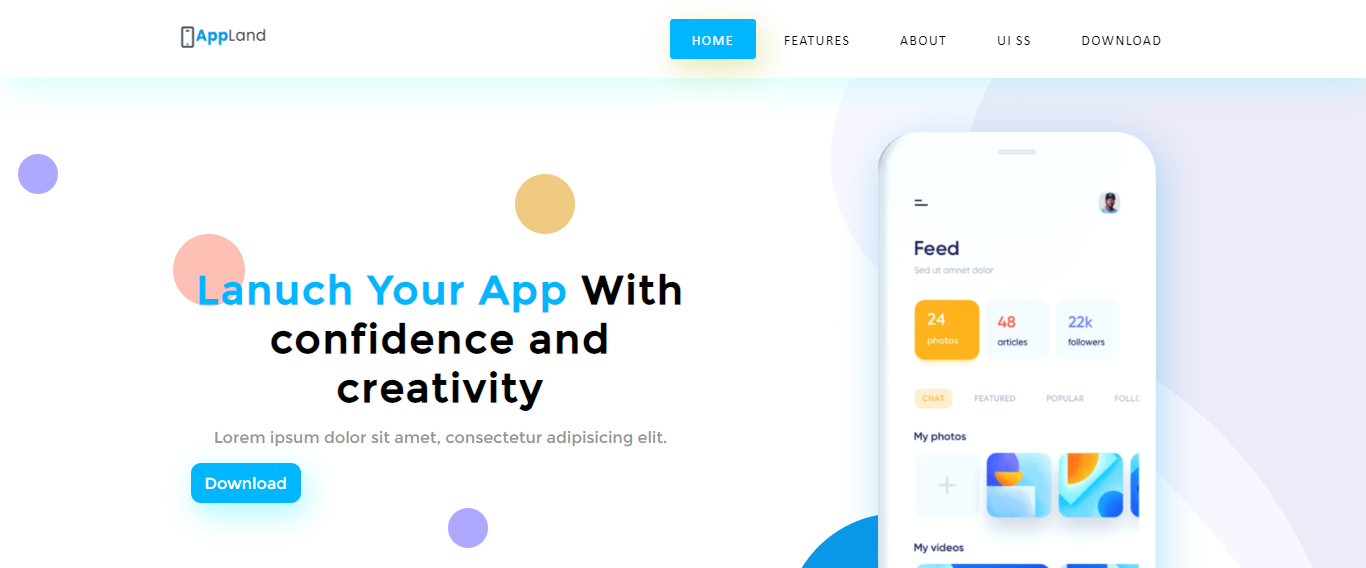 AppLand
HOME FEATURES ABOUT UI SS DOWNLOAD
Lanuch Your App With
confidence and
creativity
Lorem ipsum dolor sit amet, consectetur adipisicing elit.
Download
Feed
Sed ut amnet dolor
24 48 22k
photos articles followers
CHAT FEATURED POPULAR FOLLC
My photos
+
My videos